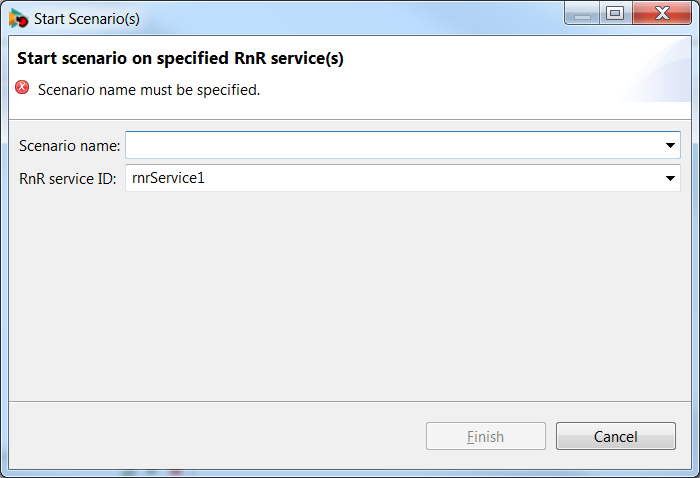 Start Scenario(s)
Start scenario on specified RnR service(s)
Scenario name must be specified.
Scenario name:
RnR service ID: rnrService1
Finish Cancel